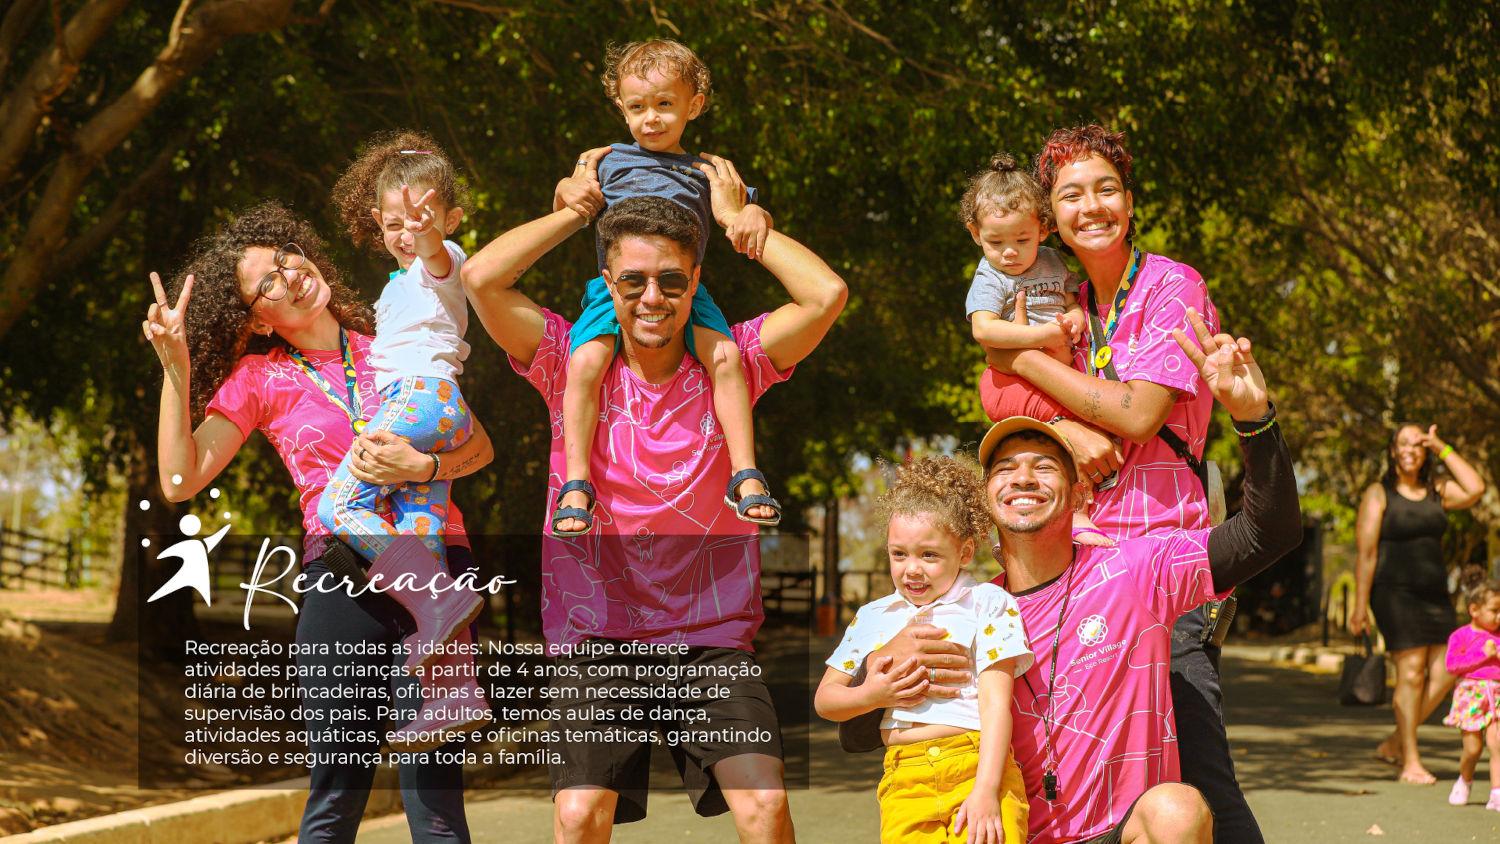 Recreação
Recreação para todas as idades: Nossa equipe oferece
atividades para crianças a partir de 4 anos, com programação
diária de brincadeiras, oficinas e lazer sem necessidade de
supervisão dos pais. Para adultos, temos aulas de dança,
atividades aquáticas, esportes e oficinas temáticas, garantindo
diversão e segurança para toda a família.
Senior Village
Eco Resort